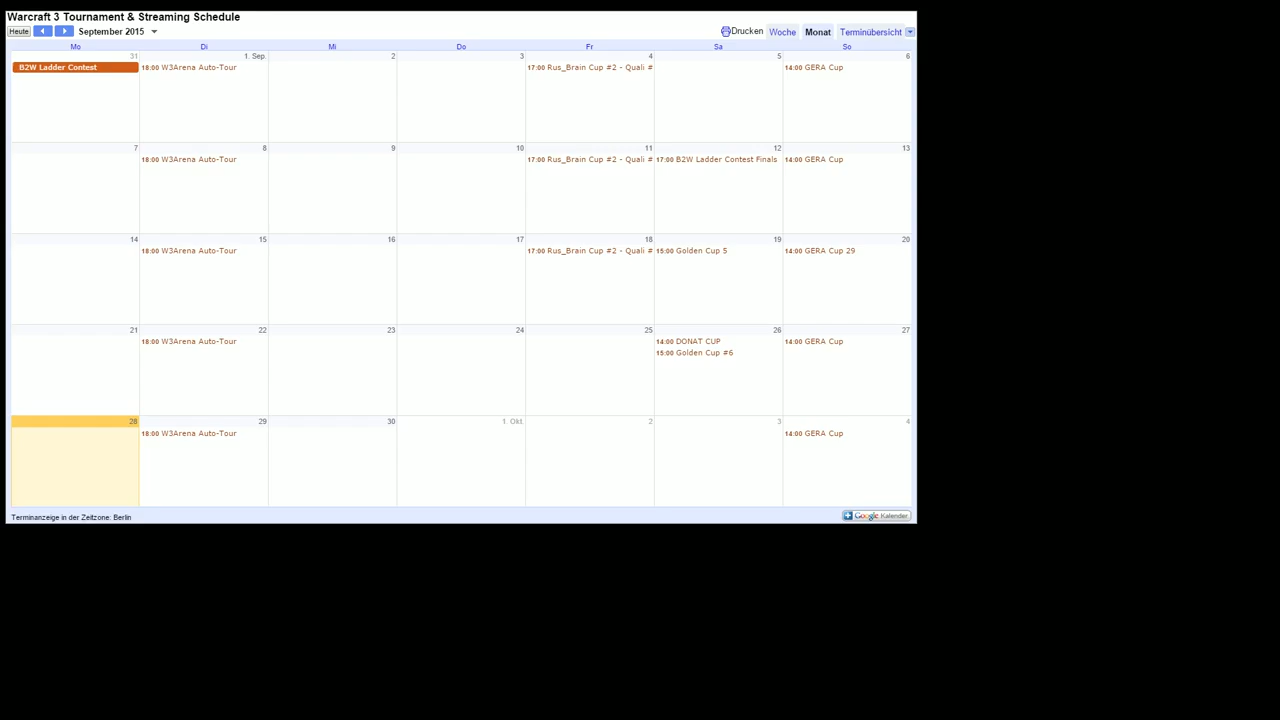 Warcraft 3 Tournament & Streaming Schedule
Heute September 2015 Drucken Woche Monat Terminübersicht
Mo Di Mi Do Fr Sa So
31 1. Sep. 2 3 4 5 6
B2W Ladder Contest 18:00 W3Arena Auto-Tour 17:00 Rus_Brain Cup #2 - Quali # 14:00 GERA Cup
7 8 9 10 11 12 13
18:00 W3Arena Auto-Tour 17:00 Rus_Brain Cup #2 - Quali # 17:00 B2W Ladder Contest Finals 14:00 GERA Cup
14 15 16 17 18 19 20
18:00 W3Arena Auto-Tour 17:00 Rus_Brain Cup #2 - Quali # 15:00 Golden Cup 5 14:00 GERA Cup 29
21 22 23 24 25 26 27
18:00 W3Arena Auto-Tour 14:00 DONAT CUP 14:00 GERA Cup
15:00 Golden Cup #6
28 29 30 1. Okt. 2 3 4
18:00 W3Arena Auto-Tour 14:00 GERA Cup
Terminanzeige in der Zeitzone: Berlin Google Kalender